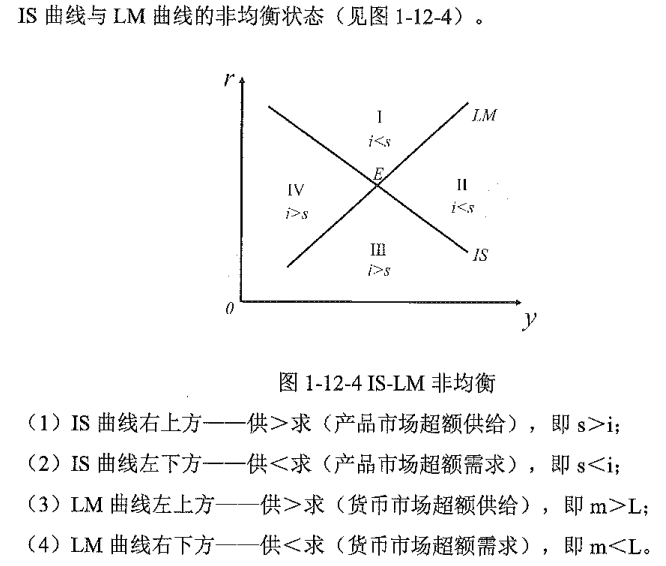 IS 曲线与 LM 曲线的非均衡状态（见图 1-12-4）。
r
I
LM
i<s
E
IV
II
i>s
i<s
III
IS
i>s
0
y
图 1-12-4 IS-LM 非均衡
（1）IS 曲线右上方——供＞求（产品市场超额供给），即 s＞i；
（2）IS 曲线左下方——供＜求（产品市场超额需求），即 s＜i；
（3）LM 曲线左上方——供＞求（货币市场超额供给），即 m＞L；
（4）LM 曲线右下方——供＜求（货币市场超额需求），即 m＜L。